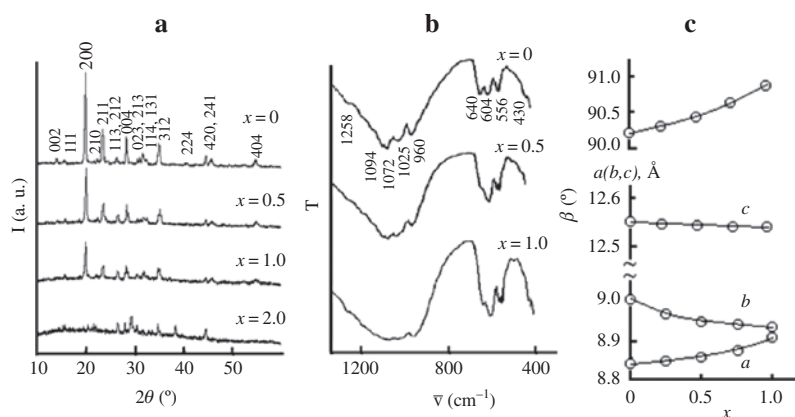 a
I (a. u.)
200
002
111
210
211
113, 212
004
023, 213
114, 131
312
224
420, 241
404
x = 0
x = 0.5
x = 1.0
x = 2.0
10 20 30 40 50
2θ (º)
b
T
x = 0
1258
1094
1072
1025
960
640
604
556
430
x = 0.5
x = 1.0
1200 800 400
ν̅ (cm⁻¹)
c
91.0
90.5
90.0
a(b,c), Å
β (º)
12.6
c
12.5
9.0
b
8.9
a
8.8
0 0.5 1.0
x